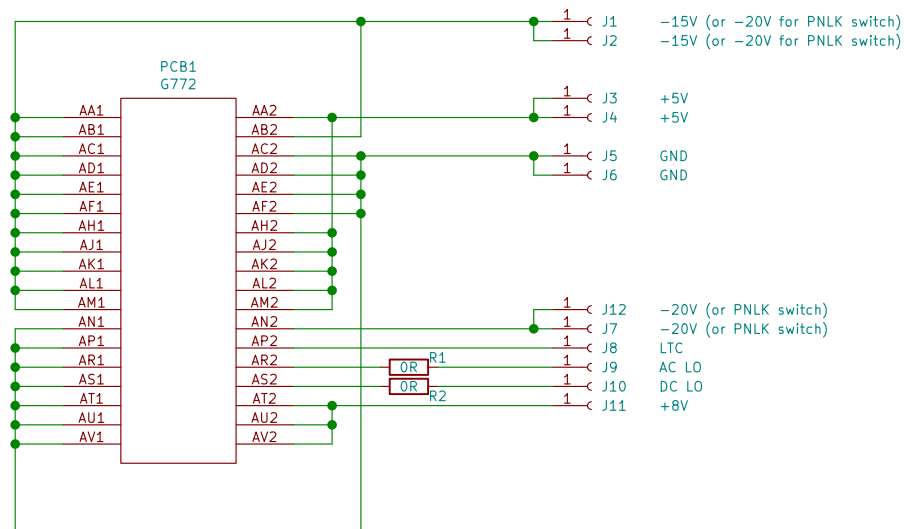 1 J1 −15V (or −20V for PNLK switch)
1 J2 −15V (or −20V for PNLK switch)
PCB1
G772
1 J3 +5V
AA1 AA2 1 J4 +5V
AB1 AB2
AC1 AC2 1 J5 GND
AD1 AD2 1 J6 GND
AE1 AE2
AF1 AF2
AH1 AH2
AJ1 AJ2
AK1 AK2
AL1 AL2
AM1 AM2 1 J12 −20V (or PNLK switch)
AN1 AN2 1 J7 −20V (or PNLK switch)
AP1 AP2 1 J8 LTC
R1
AR1 AR2 0R 1 J9 AC LO
AS1 AS2 0R 1 J10 DC LO
R2
AT1 AT2 1 J11 +8V
AU1 AU2
AV1 AV2